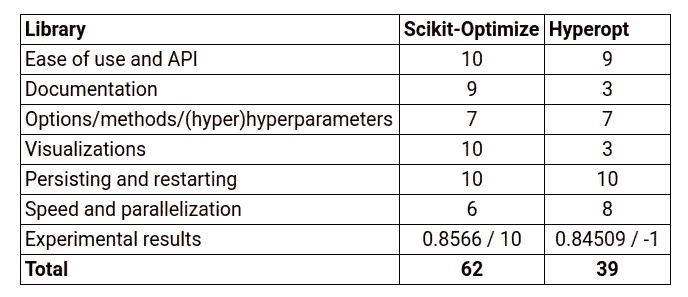 Library Scikit-Optimize Hyperopt
Ease of use and API 10 9
Documentation 9 3
Options/methods/(hyper)hyperparameters 7 7
Visualizations 10 3
Persisting and restarting 10 10
Speed and parallelization 6 8
Experimental results 0.8566 / 10 0.84509 / -1
Total 62 39